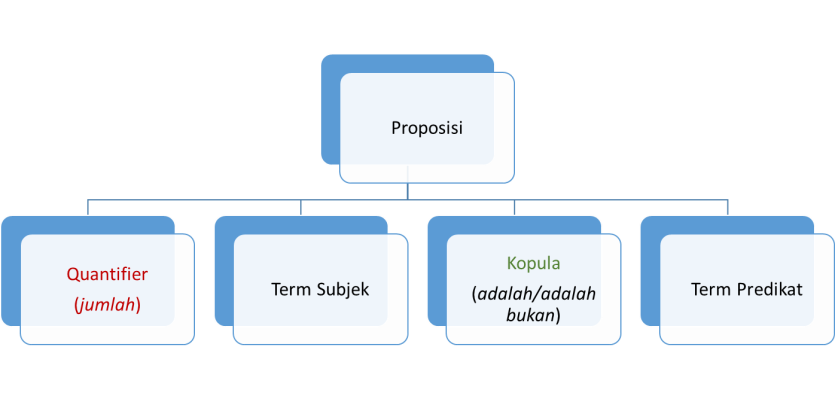 Proposisi
Quantifier
(jumlah)
Term Subjek
Kopula
(adalah/adalah
bukan)
Term Predikat